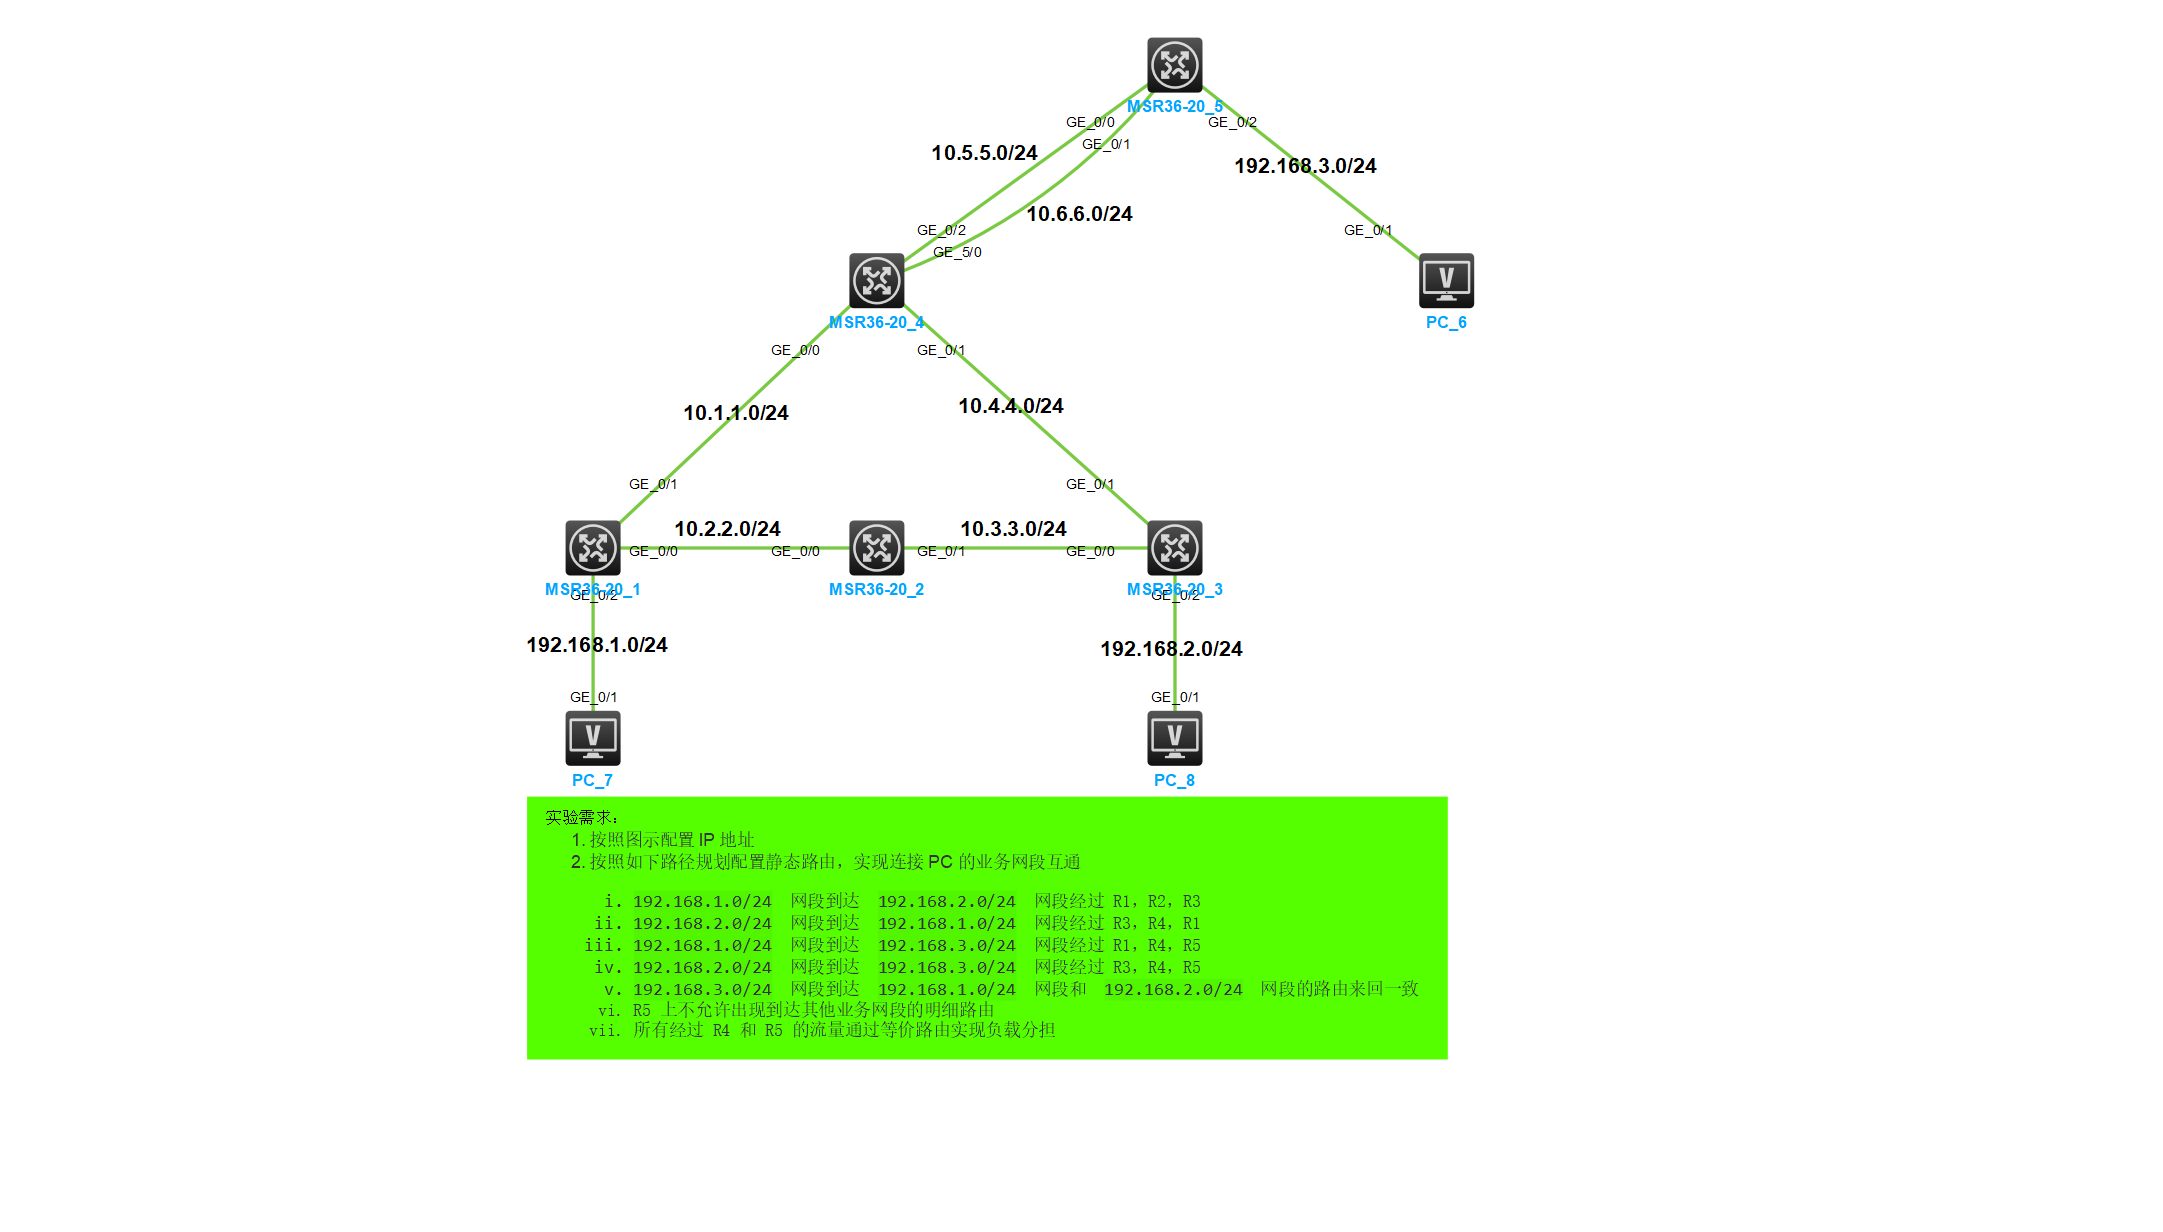 MSR36-20_5
GE_0/0
GE_0/2
GE_0/1
10.5.5.0/24
192.168.3.0/24
10.6.6.0/24
GE_0/2
GE_0/1
GE_5/0
MSR36-20_4
PC_6
GE_0/0
GE_0/1
10.1.1.0/24
10.4.4.0/24
GE_0/1
GE_0/1
10.2.2.0/24
10.3.3.0/24
GE_0/0
GE_0/0
GE_0/1
GE_0/0
MSR36-20_1
MSR36-20_2
MSR36-20_3
GE_0/2
GE_0/2
192.168.1.0/24
192.168.2.0/24
GE_0/1
GE_0/1
PC_7
PC_8
实验需求：
1. 按照图示配置 IP 地址
2. 按照如下路径规划配置静态路由，实现连接 PC 的业务网段互通
i. 192.168.1.0/24 网段到达 192.168.2.0/24 网段经过 R1，R2，R3
ii. 192.168.2.0/24 网段到达 192.168.1.0/24 网段经过 R3，R4，R1
iii. 192.168.1.0/24 网段到达 192.168.3.0/24 网段经过 R1，R4，R5
iv. 192.168.2.0/24 网段到达 192.168.3.0/24 网段经过 R3，R4，R5
v. 192.168.3.0/24 网段到达 192.168.1.0/24 网段和 192.168.2.0/24 网段的路由来回一致
vi. R5 上不允许出现到达其他业务网段的明细路由
vii. 所有经过 R4 和 R5 的流量通过等价路由实现负载分担